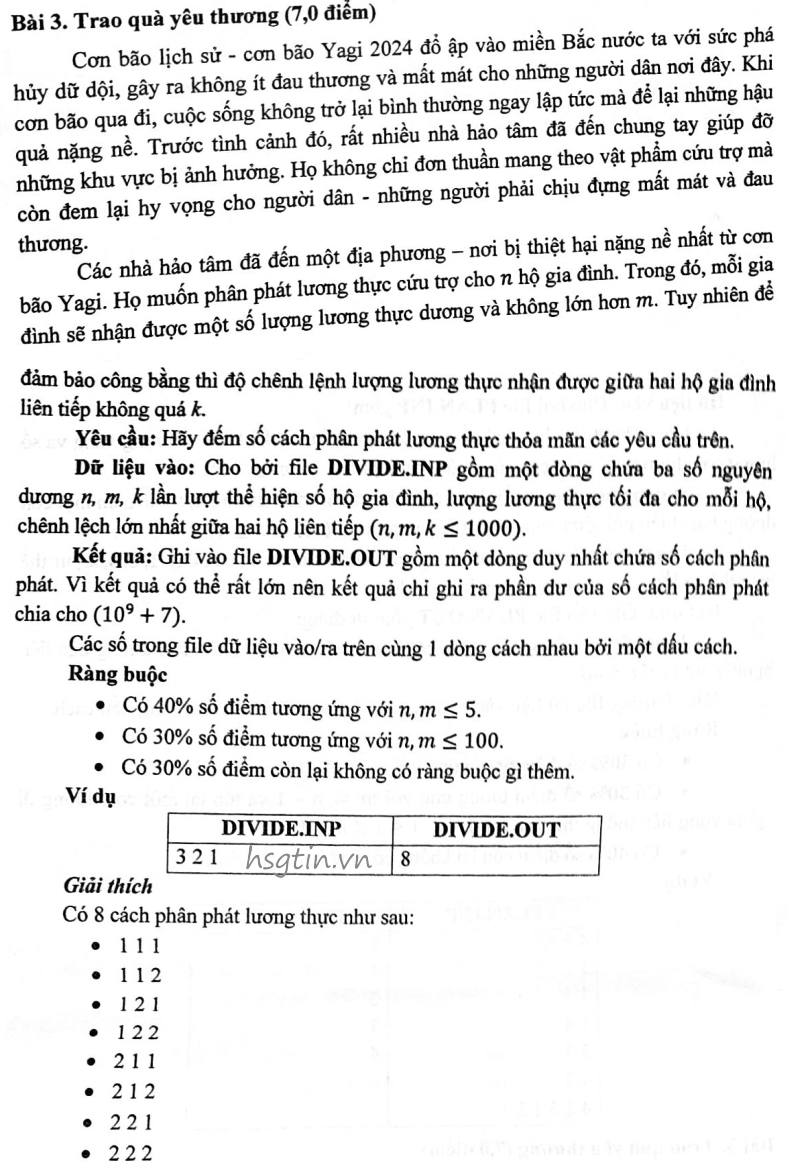 Bài 3. Trao quà yêu thương (7,0 điểm)
Cơn bão lịch sử - cơn bão Yagi 2024 đổ ập vào miền Bắc nước ta với sức phá
hủy dữ dội, gây ra không ít đau thương và mất mát cho những người dân nơi đây. Khi
cơn bão qua đi, cuộc sống không trở lại bình thường ngay lập tức mà để lại những hậu
quả nặng nề. Trước tình cảnh đó, rất nhiều nhà hảo tâm đã đến chung tay giúp đỡ
những khu vực bị ảnh hưởng. Họ không chỉ đơn thuần mang theo vật phẩm cứu trợ mà
còn đem lại hy vọng cho người dân - những người phải chịu đựng mất mát và đau
thương.
Các nhà hảo tâm đã đến một địa phương – nơi bị thiệt hại nặng nề nhất từ cơn
bão Yagi. Họ muốn phân phát lương thực cứu trợ cho n hộ gia đình. Trong đó, mỗi gia
đình sẽ nhận được một số lượng lương thực dương và không lớn hơn m. Tuy nhiên để
đảm bảo công bằng thì độ chênh lệnh lượng lương thực nhận được giữa hai hộ gia đình
liên tiếp không quá k.
Yêu cầu: Hãy đếm số cách phân phát lương thực thỏa mãn các yêu cầu trên.
Dữ liệu vào: Cho bởi file DIVIDE.INP gồm một dòng chứa ba số nguyên
dương n, m, k lần lượt thể hiện số hộ gia đình, lượng lương thực tối đa cho mỗi hộ,
chênh lệch lớn nhất giữa hai hộ liên tiếp (n, m, k ≤ 1000).
Kết quả: Ghi vào file DIVIDE.OUT gồm một dòng duy nhất chứa số cách phân
phát. Vì kết quả có thể rất lớn nên kết quả chỉ ghi ra phần dư của số cách phân phát
chia cho (10⁹ + 7).
Các số trong file dữ liệu vào/ra trên cùng 1 dòng cách nhau bởi một dấu cách.
Ràng buộc
• Có 40% số điểm tương ứng với n, m ≤ 5.
• Có 30% số điểm tương ứng với n, m ≤ 100.
• Có 30% số điểm còn lại không có ràng buộc gì thêm.
Ví dụ
DIVIDE.INP DIVIDE.OUT
3 2 1 hsgtin.vn 8
Giải thích
Có 8 cách phân phát lương thực như sau:
• 1 1 1
• 1 1 2
• 1 2 1
• 1 2 2
• 2 1 1
• 2 1 2
• 2 2 1
• 2 2 2